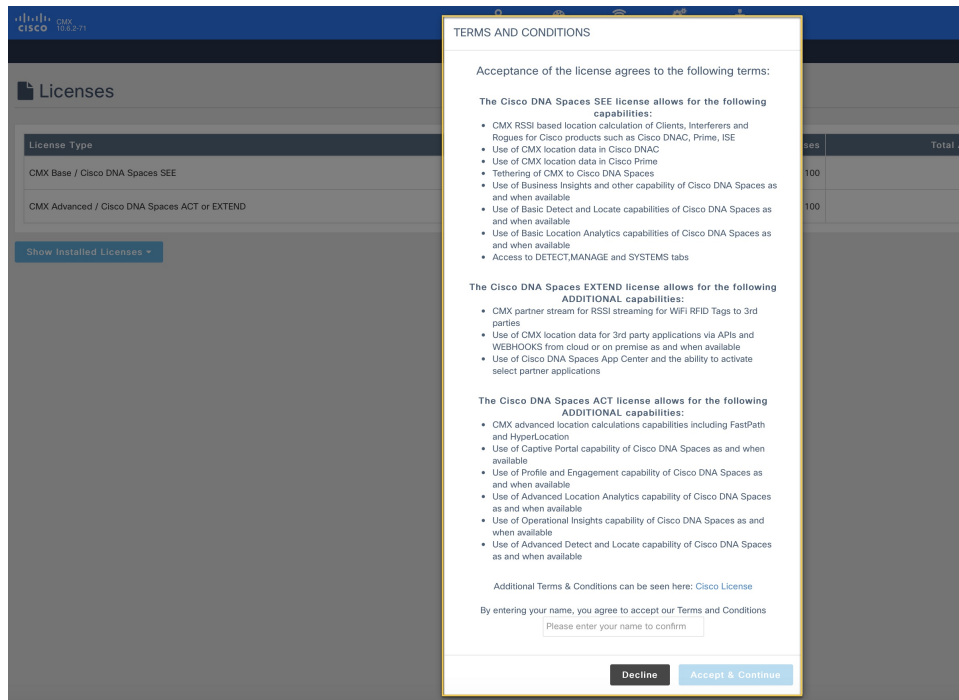 CISCO CMX
10.6.2-71
Licenses
License Type
ses
Total
CMX Base / Cisco DNA Spaces SEE
100
CMX Advanced / Cisco DNA Spaces ACT or EXTEND
100
Show Installed Licenses
TERMS AND CONDITIONS
Acceptance of the license agrees to the following terms:
The Cisco DNA Spaces SEE license allows for the following
capabilities:
• CMX RSSI based location calculation of Clients, Interferers and
Rogues for Cisco products such as Cisco DNAC, Prime, ISE
• Use of CMX location data in Cisco DNAC
• Use of CMX location data in Cisco Prime
• Tethering of CMX to Cisco DNA Spaces
• Use of Business Insights and other capability of Cisco DNA Spaces as
and when available
• Use of Basic Detect and Locate capabilities of Cisco DNA Spaces as
and when available
• Use of Basic Location Analytics capabilities of Cisco DNA Spaces as
and when available
• Access to DETECT,MANAGE and SYSTEMS tabs
The Cisco DNA Spaces EXTEND license allows for the following
ADDITIONAL capabilities:
• CMX partner stream for RSSI streaming for WiFi RFID Tags to 3rd
parties
• Use of CMX location data for 3rd party applications via APIs and
WEBHOOKS from cloud or on premise as and when available
• Use of Cisco DNA Spaces App Center and the ability to activate
select partner applications
The Cisco DNA Spaces ACT license allows for the following
ADDITIONAL capabilities:
• CMX advanced location calculations capabilities including FastPath
and HyperLocation
• Use of Captive Portal capability of Cisco DNA Spaces as and when
available
• Use of Profile and Engagement capability of Cisco DNA Spaces as
and when available
• Use of Advanced Location Analytics capability of Cisco DNA Spaces
as and when available
• Use of Operational Insights capability of Cisco DNA Spaces as and
when available
• Use of Advanced Detect and Locate capability of Cisco DNA Spaces
as and when available
Additional Terms & Conditions can be seen here: Cisco License
By entering your name, you agree to accept our Terms and Conditions
Please enter your name to confirm
Decline
Accept & Continue